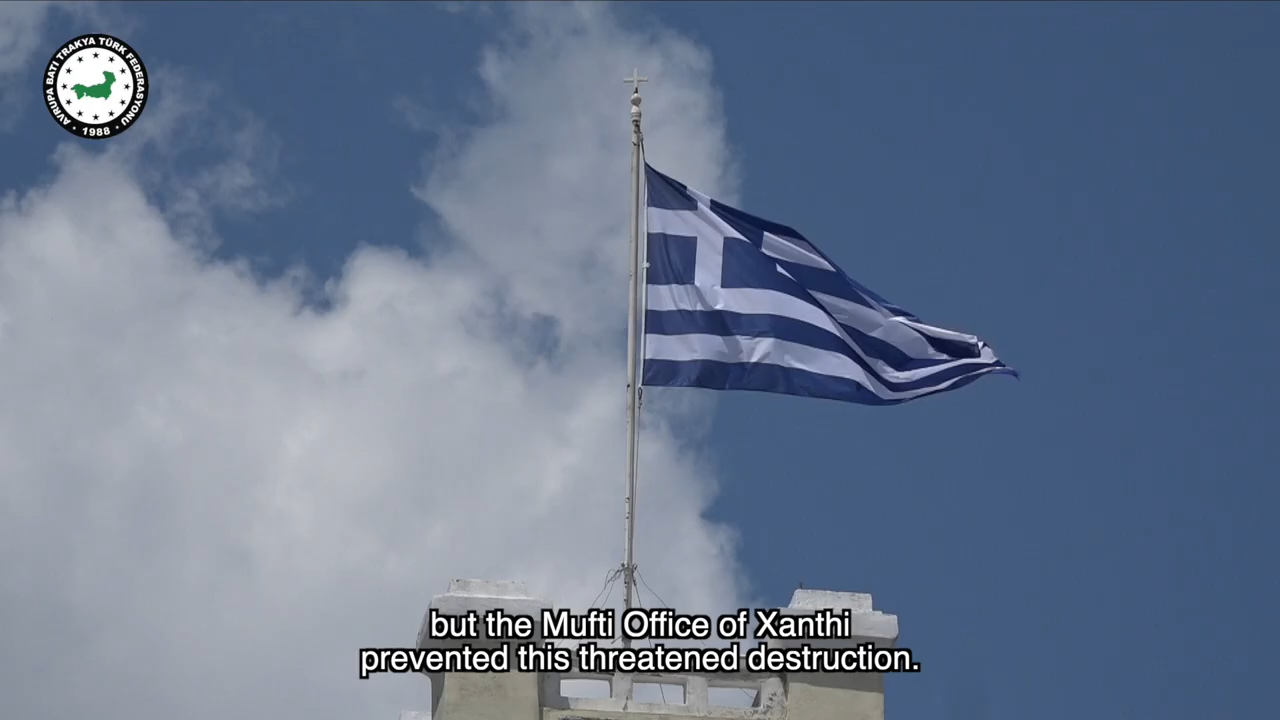 AVRUPA BATI TRAKYA TÜRK FEDERASYONU
· 1988 ·
but the Mufti Office of Xanthi
prevented this threatened destruction.